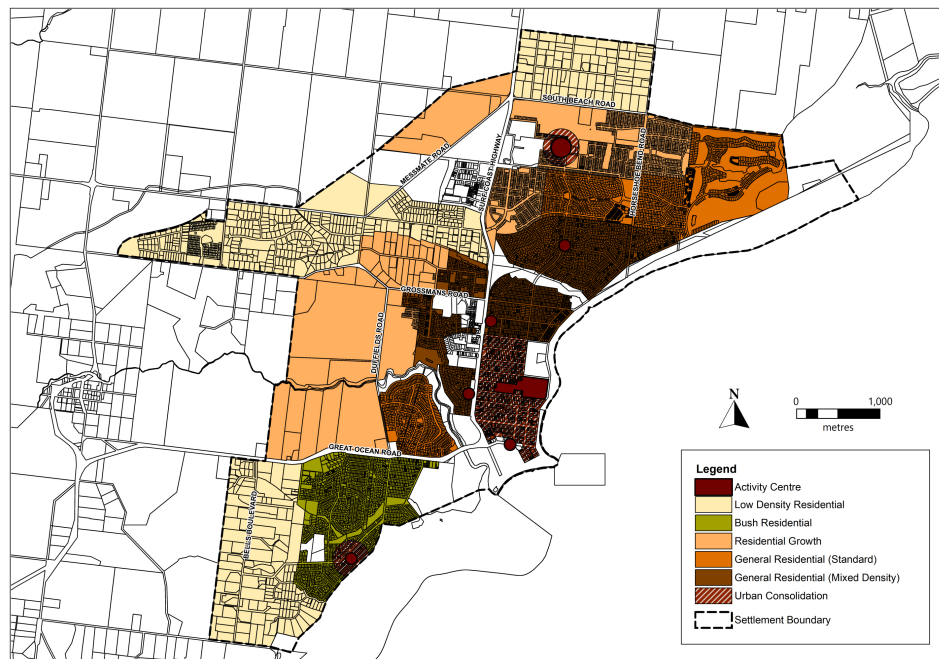 SOUTH BEACH ROAD
MESSMATE ROAD
SURFCOAST HIGHWAY
HORSESHOE BEND ROAD
GROSSMANS ROAD
DUFFIELDS ROAD
GREAT OCEAN ROAD
BELLS BOULEVARD
N
0 1,000
metres
Legend
Activity Centre
Low Density Residential
Bush Residential
Residential Growth
General Residential (Standard)
General Residential (Mixed Density)
Urban Consolidation
Settlement Boundary